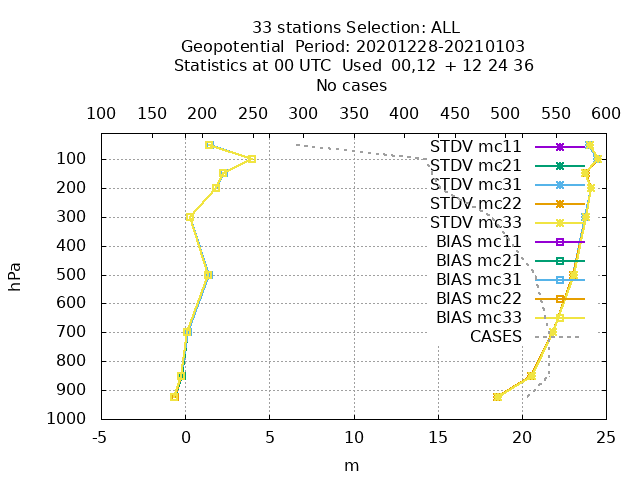 33 stations Selection: ALL
Geopotential  Period: 20201228-20210103
Statistics at 00 UTC  Used  00,12  + 12 24 36
No cases
100 150 200 250 300 350 400 450 500 550 600
STDV mc11
100
STDV mc21
STDV mc31
200
STDV mc22
300
STDV mc33
BIAS mc11
400
BIAS mc21
hPa
500
BIAS mc31
BIAS mc22
600
BIAS mc33
700
CASES
800
900
1000
-5 0 5 10 15 20 25
m